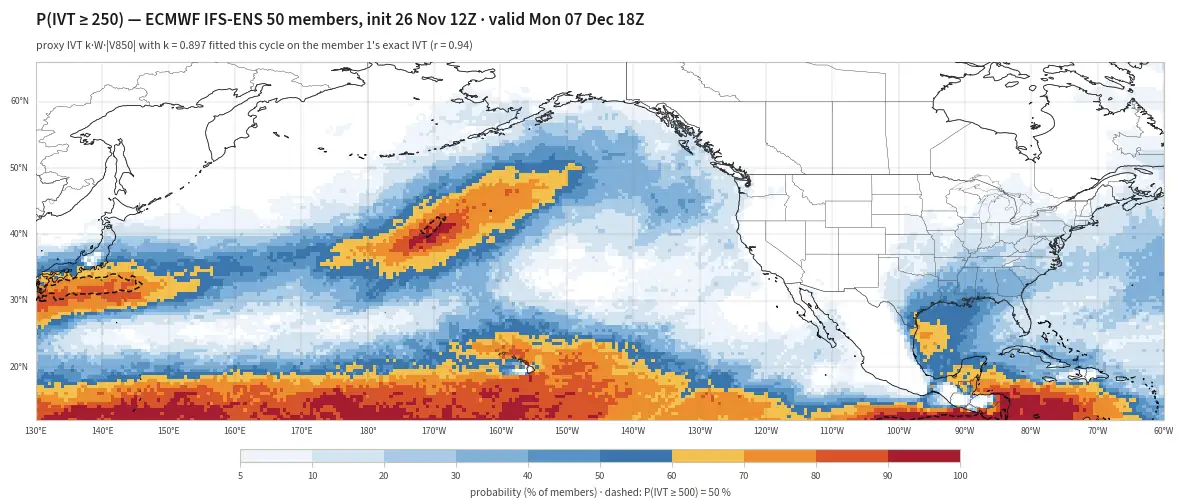 P(IVT ≥ 250) — ECMWF IFS-ENS 50 members, init 26 Nov 12Z · valid Mon 07 Dec 18Z
proxy IVT k·W·|V850| with k = 0.897 fitted this cycle on the member 1's exact IVT (r = 0.94)
60°N
50°N
40°N
30°N
20°N
130°E 140°E 150°E 160°E 170°E 180° 170°W 160°W 150°W 140°W 130°W 120°W 110°W 100°W 90°W 80°W 70°W 60°W
5 10 20 30 40 50 60 70 80 90 100
probability (% of members) · dashed: P(IVT ≥ 500) = 50 %